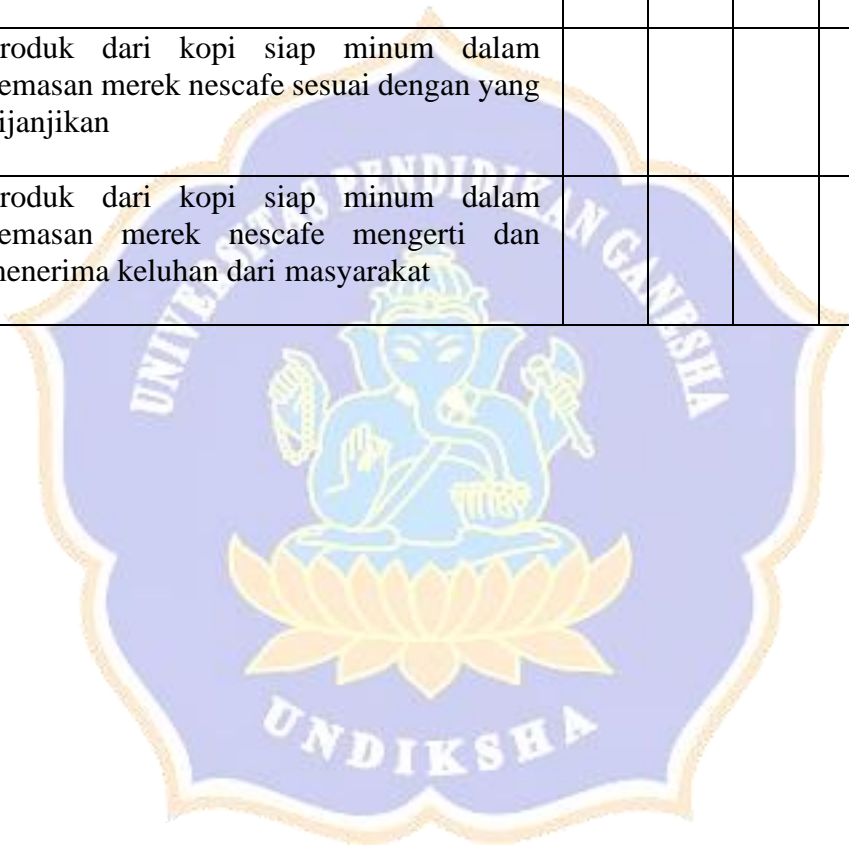 roduk dari kopi siap minum dalam
emasan merek nescafe sesuai dengan yang
ijanjikan
roduk dari kopi siap minum dalam
emasan merek nescafe mengerti dan
nenerima keluhan dari masyarakat
UNIVERSITAS PENDIDIKAN GANESHA
UNDIKSHA